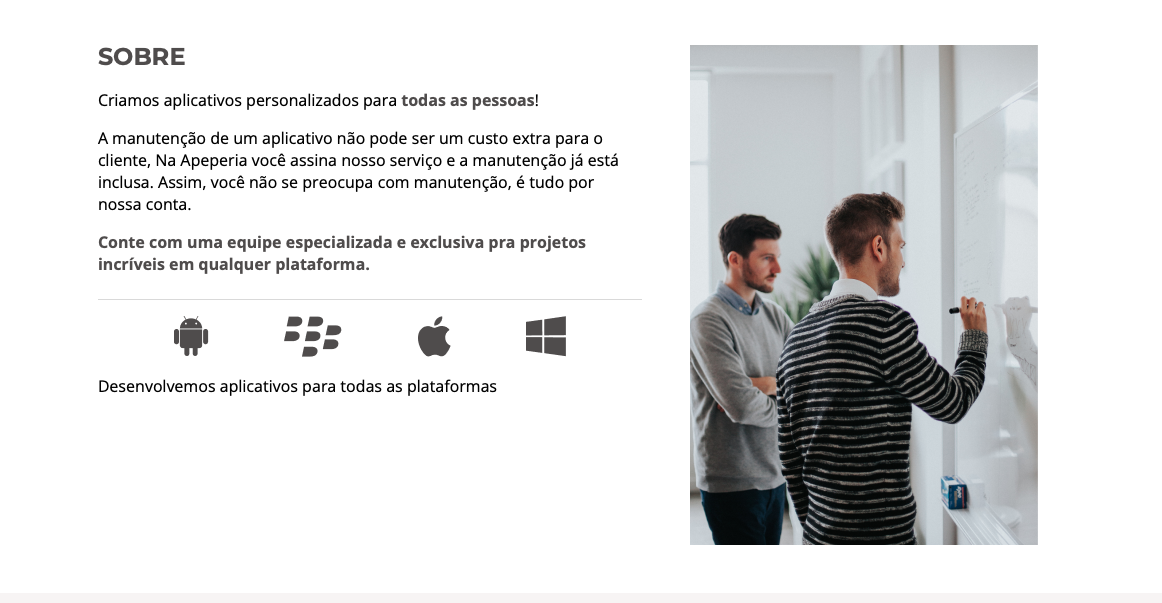 SOBRE
Criamos aplicativos personalizados para todas as pessoas!
A manutenção de um aplicativo não pode ser um custo extra para o
cliente, Na Apeperia você assina nosso serviço e a manutenção já está
inclusa. Assim, você não se preocupa com manutenção, é tudo por
nossa conta.
Conte com uma equipe especializada e exclusiva pra projetos
incríveis em qualquer plataforma.
Desenvolvemos aplicativos para todas as plataformas